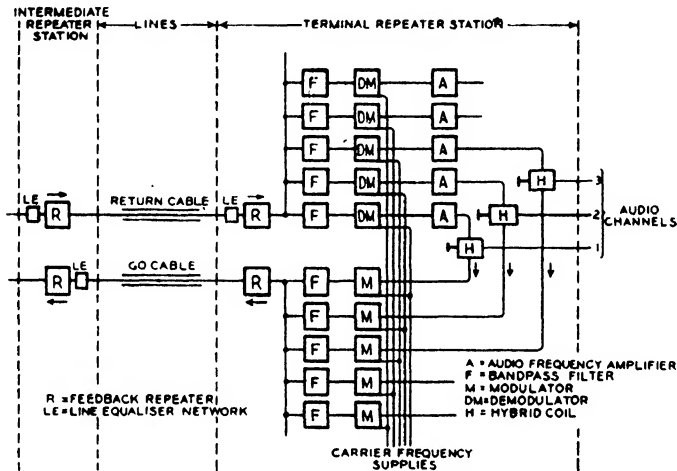 INTERMEDIATE
REPEATER
STATION
LINES
TERMINAL REPEATER STATION
F DM A
F DM A
F DM A
H 3
LE RETURN CABLE LE
F DM A
H 2
R R F DM A
AUDIO
CHANNELS
H 1
LE GO CABLE
R R F M
F M
F M
F M
F M
A = AUDIO FREQUENCY AMPLIFIER
F = BANDPASS FILTER
M = MODULATOR
DM=DEMODULATOR
H = HYBRID COIL
R =FEEDBACK REPEATER
LE=LINE EQUALISER NETWORK
CARRIER FREQUENCY
SUPPLIES